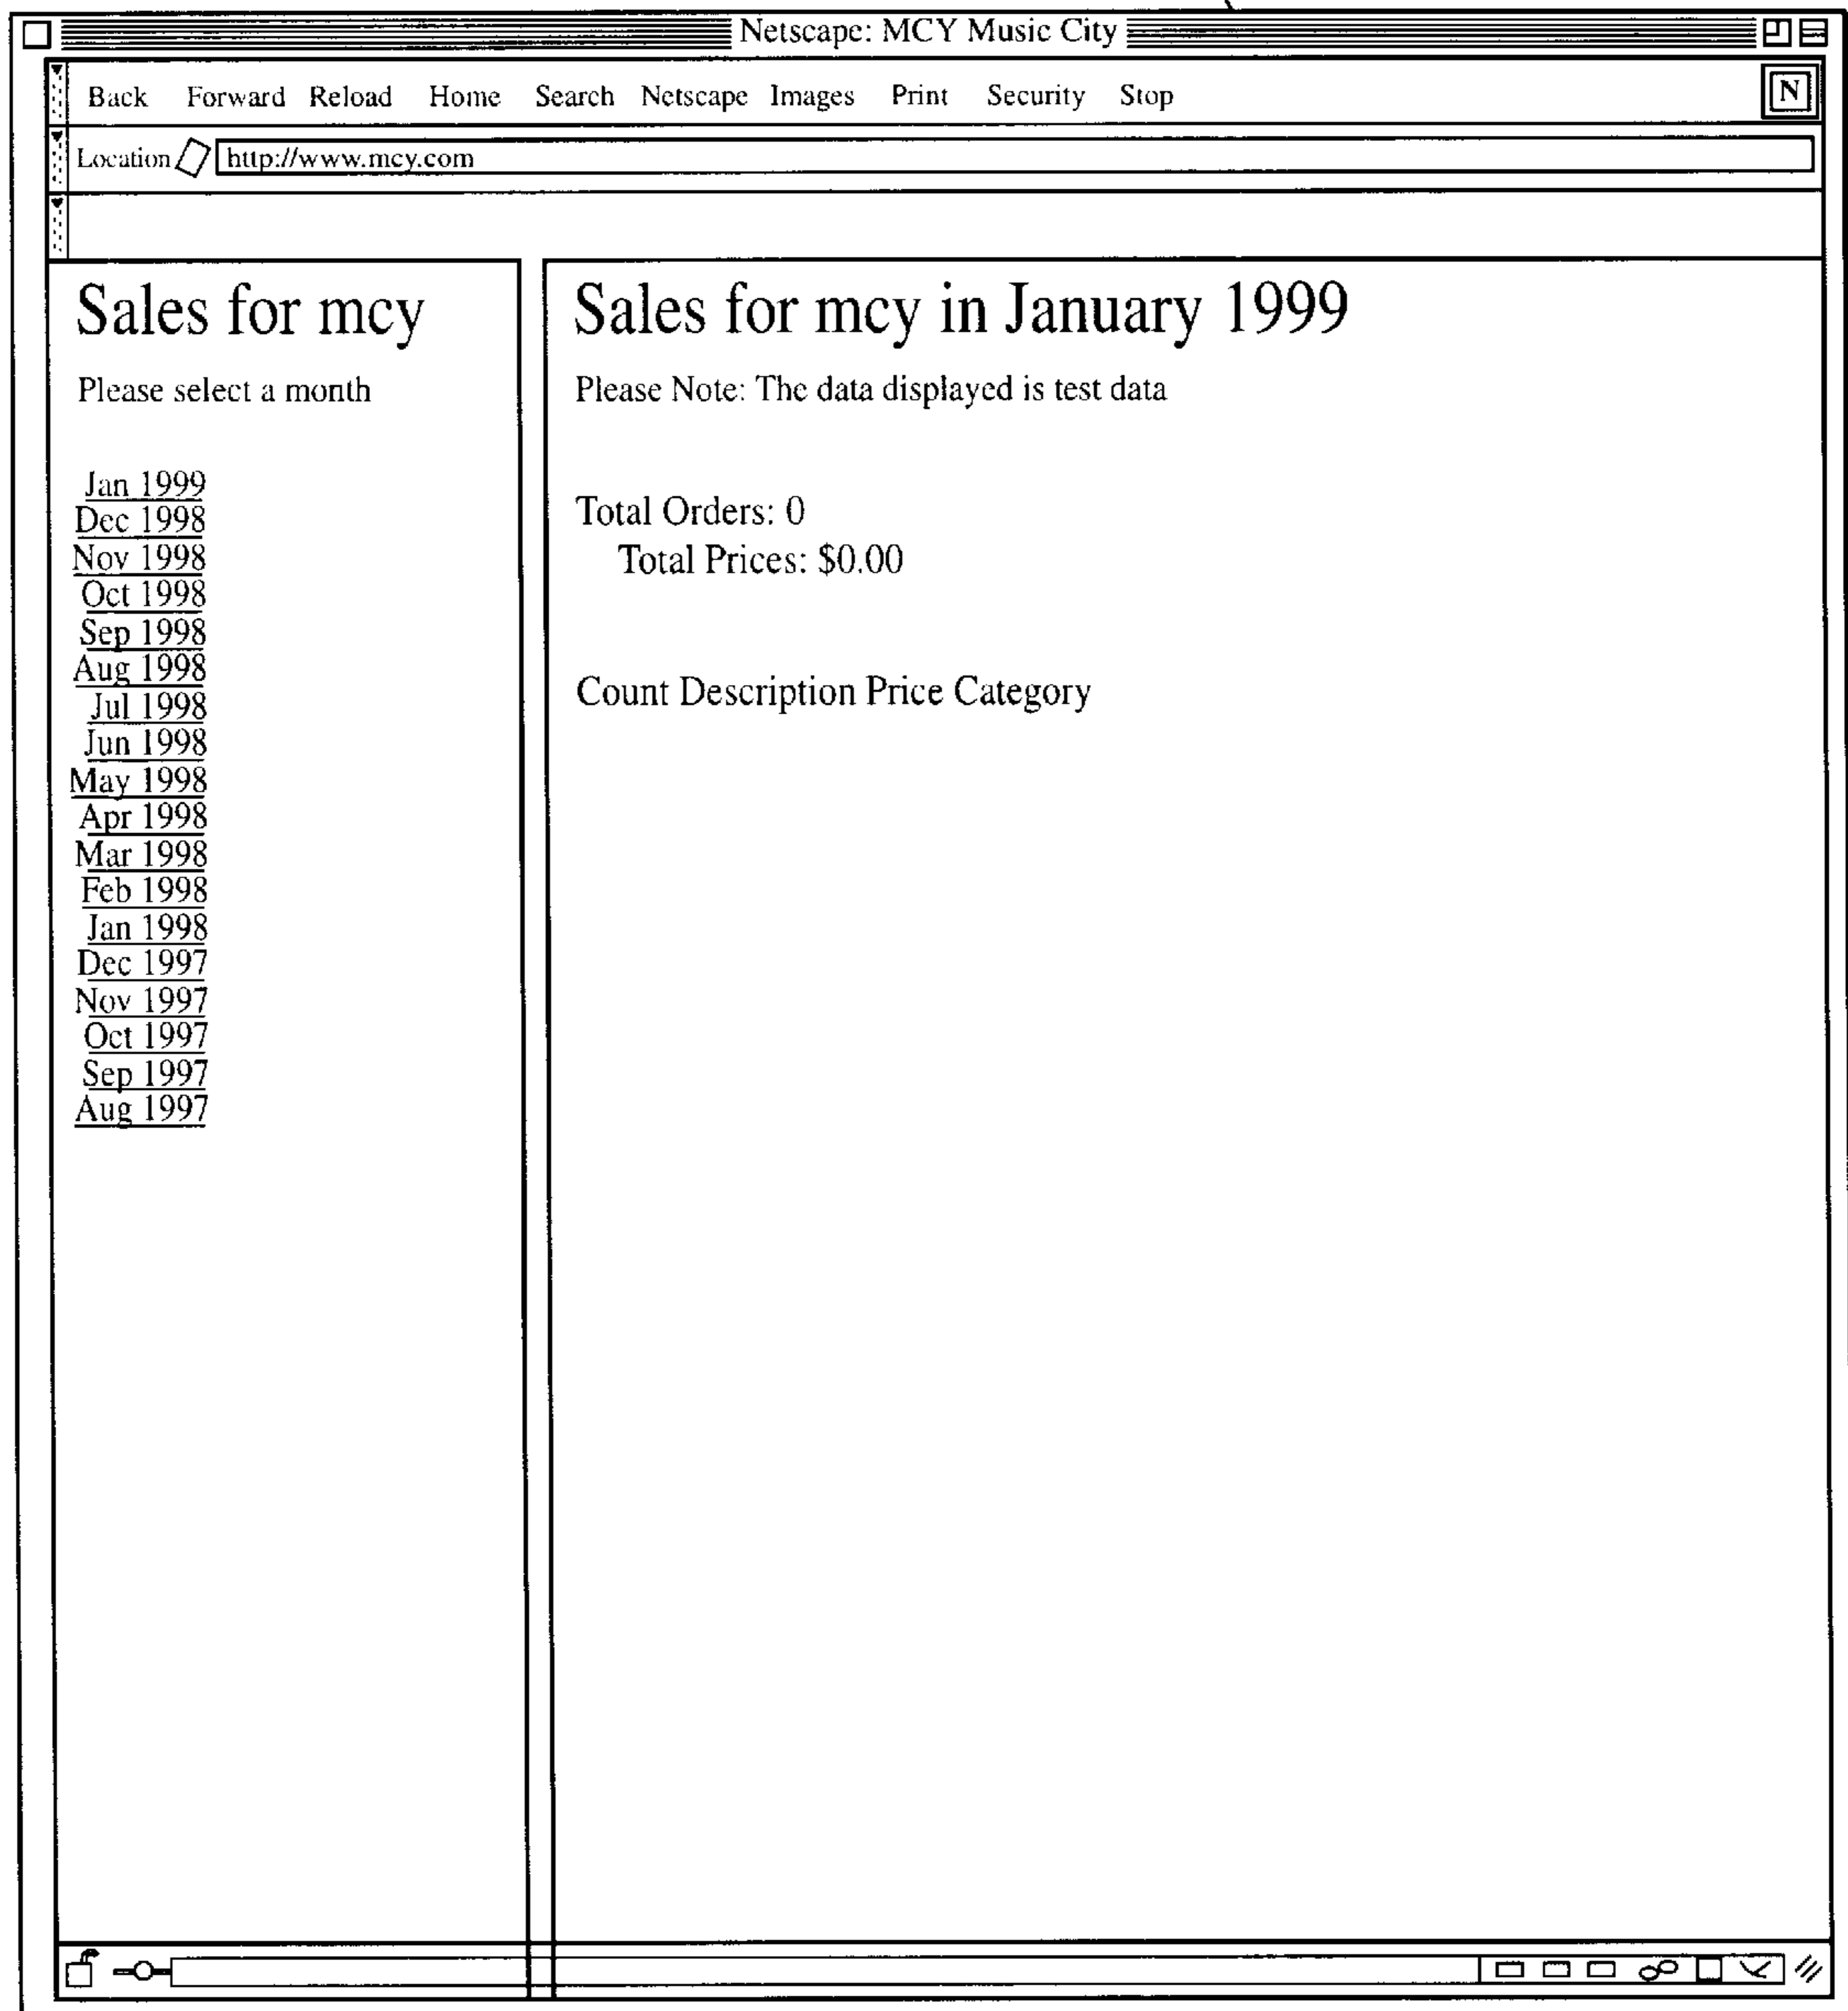 Netscape: MCY Music City
Back Forward Reload Home Search Netscape Images Print Security Stop
N
Location http://www.mcy.com
Sales for mcy
Please select a month
Jan 1999
Dec 1998
Nov 1998
Oct 1998
Sep 1998
Aug 1998
Jul 1998
Jun 1998
May 1998
Apr 1998
Mar 1998
Feb 1998
Jan 1998
Dec 1997
Nov 1997
Oct 1997
Sep 1997
Aug 1997
Sales for mcy in January 1999
Please Note: The data displayed is test data
Total Orders: 0
Total Prices: $0.00
Count Description Price Category